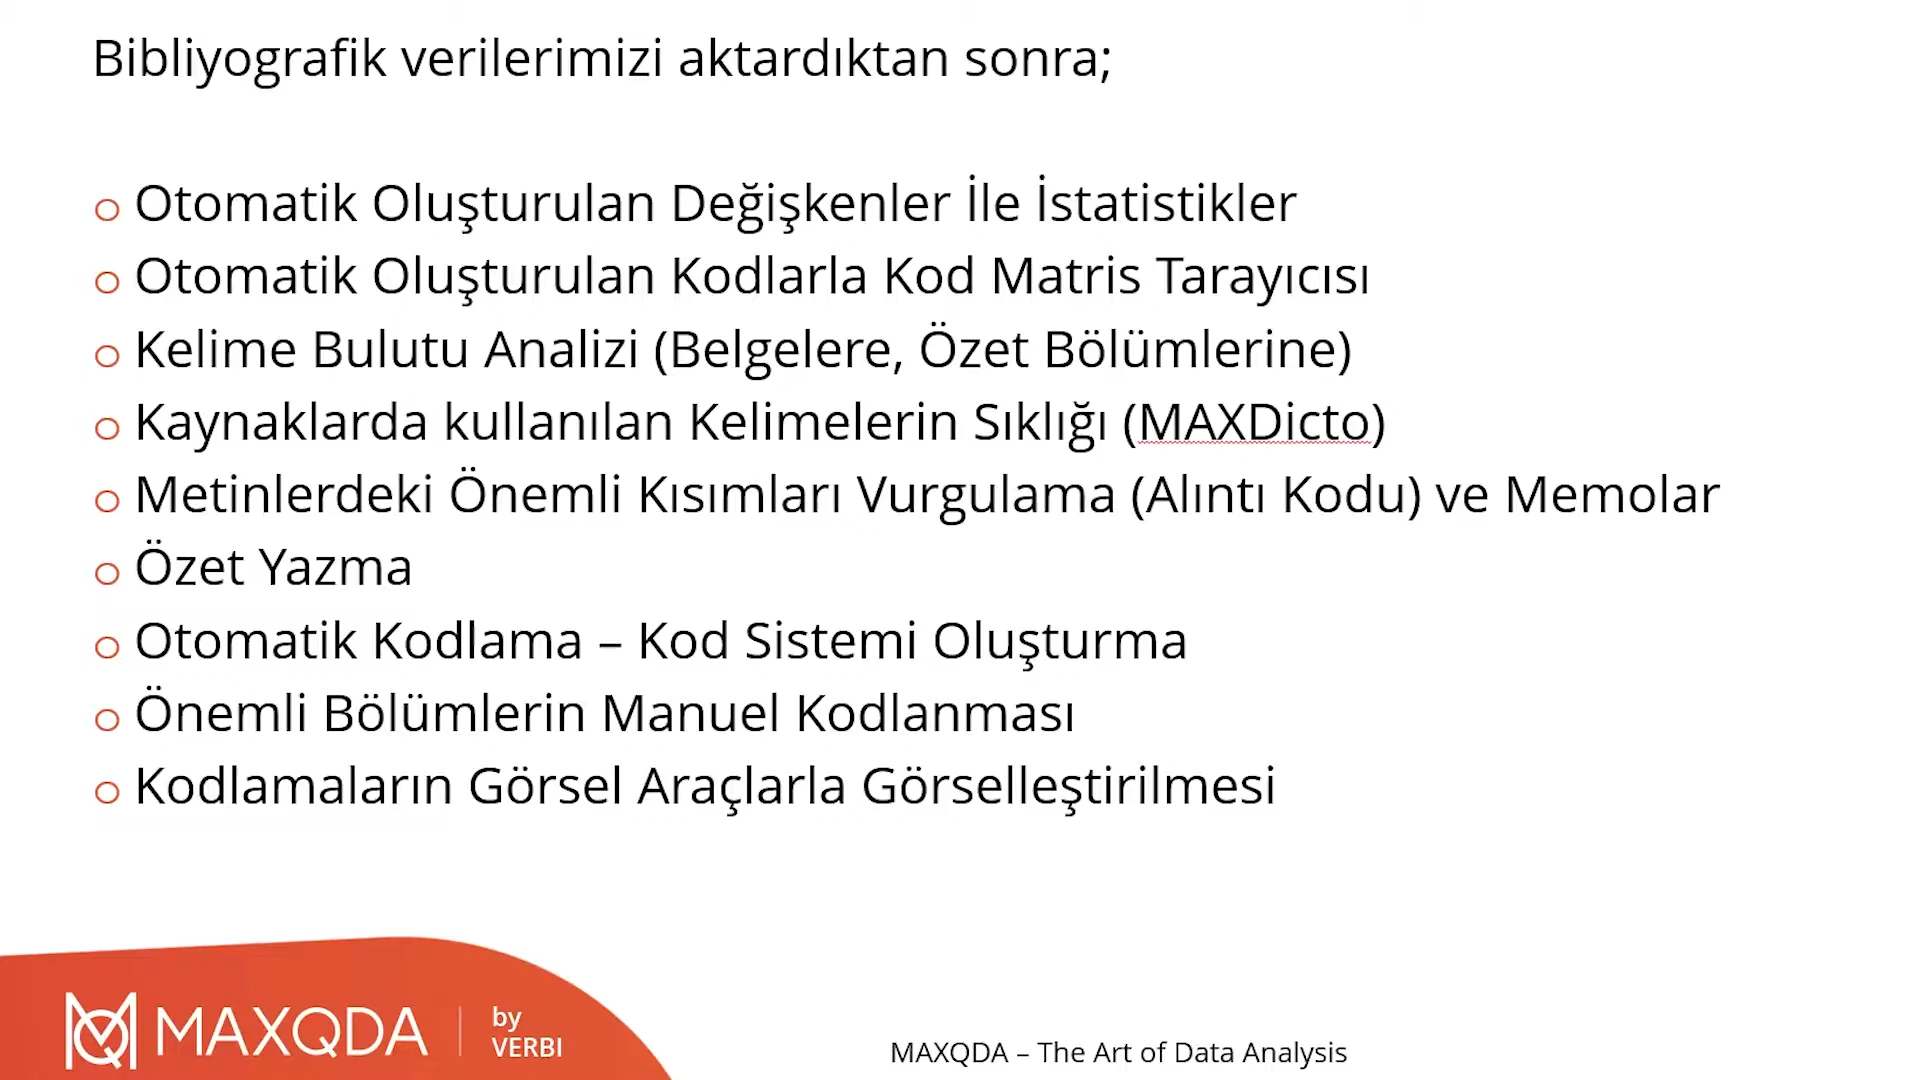 Bibliyografik verilerimizi aktardıktan sonra;
o Otomatik Oluşturulan Değişkenler İle İstatistikler
o Otomatik Oluşturulan Kodlarla Kod Matris Tarayıcısı
o Kelime Bulutu Analizi (Belgelere, Özet Bölümlerine)
o Kaynaklarda kullanılan Kelimelerin Sıklığı (MAXDicto)
o Metinlerdeki Önemli Kısımları Vurgulama (Alıntı Kodu) ve Memolar
o Özet Yazma
o Otomatik Kodlama – Kod Sistemi Oluşturma
o Önemli Bölümlerin Manuel Kodlanması
o Kodlamaların Görsel Araçlarla Görselleştirilmesi
MAXQDA
by
VERBI
MAXQDA – The Art of Data Analysis